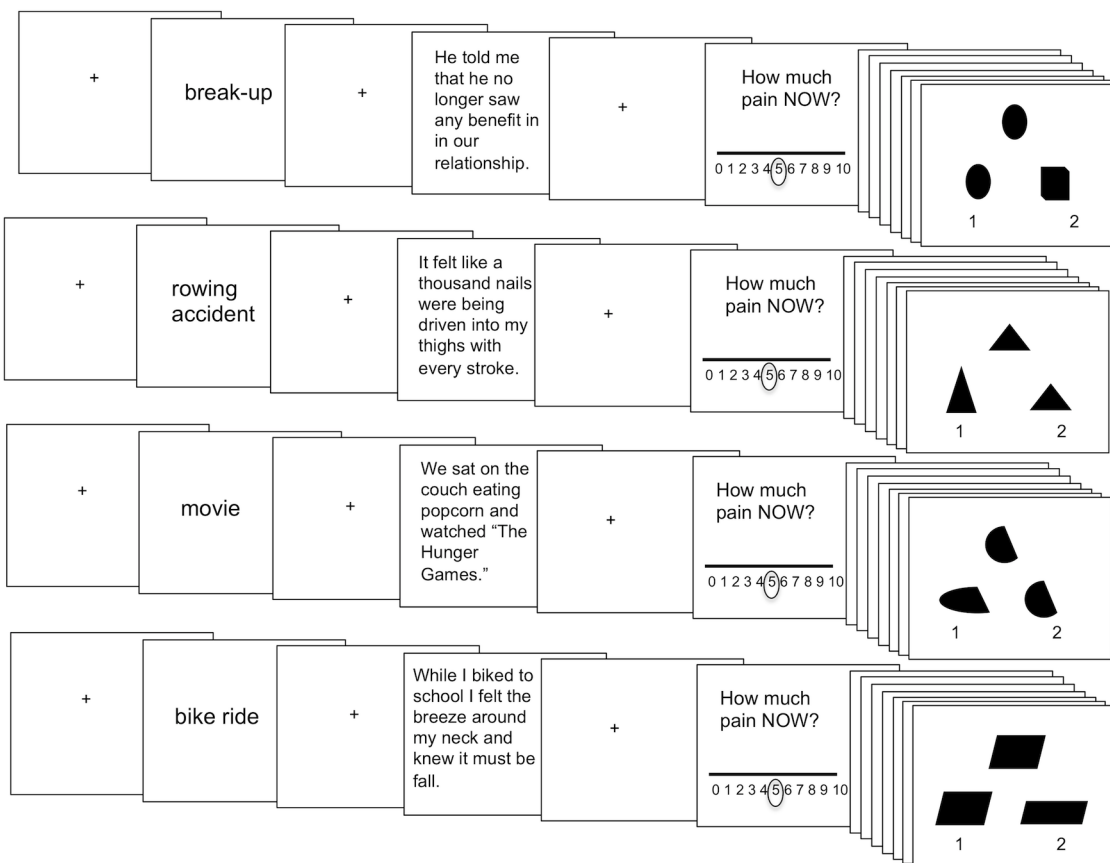 +
break-up
+
He told me
that he no
longer saw
any benefit in
in our
relationship.
+
How much
pain NOW?
0 1 2 3 4 5 6 7 8 9 10
1 2
+
rowing
accident
+
It felt like a
thousand nails
were being
driven into my
thighs with
every stroke.
+
How much
pain NOW?
0 1 2 3 4 5 6 7 8 9 10
1 2
+
movie
+
We sat on the
couch eating
popcorn and
watched “The
Hunger
Games.”
+
How much
pain NOW?
0 1 2 3 4 5 6 7 8 9 10
1 2
+
bike ride
+
While I biked to
school I felt the
breeze around
my neck and
knew it must be
fall.
+
How much
pain NOW?
0 1 2 3 4 5 6 7 8 9 10
1 2